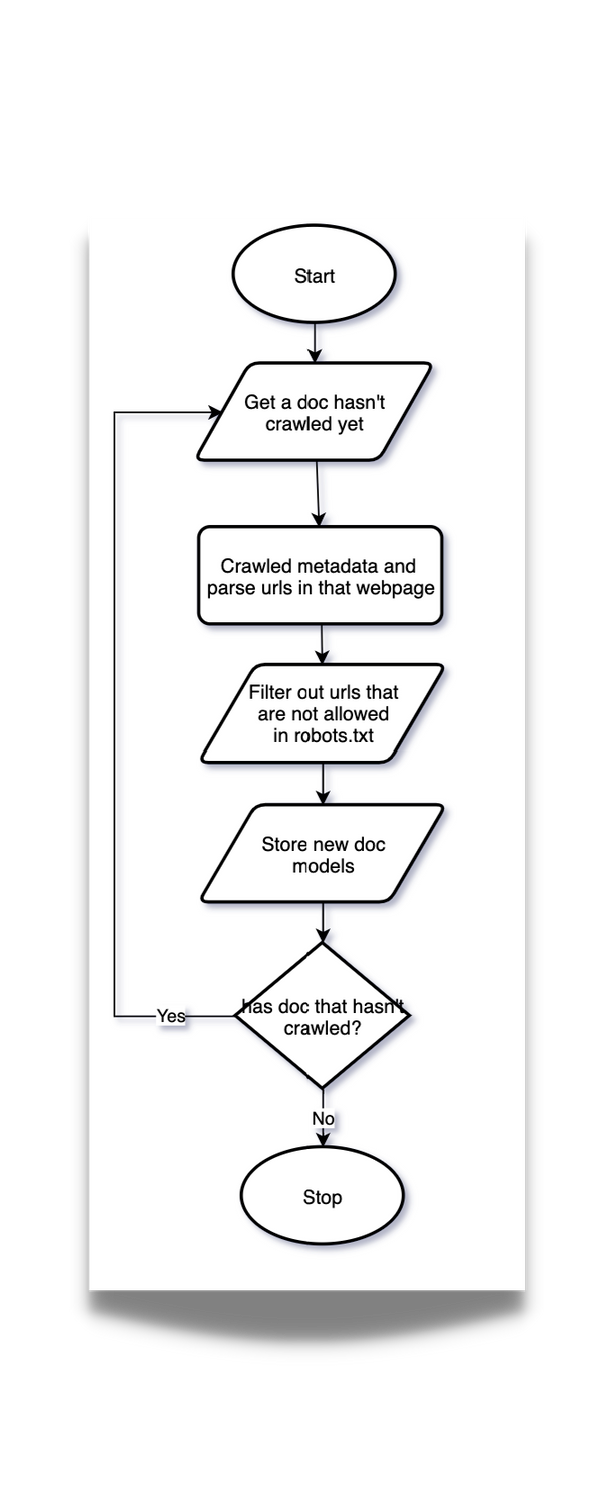 Start
Get a doc hasn't
crawled yet
Crawled metadata and
parse urls in that webpage
Filter out urls that
are not allowed
in robots.txt
Store new doc
models
has doc that hasn't
crawled?
Yes
No
Stop